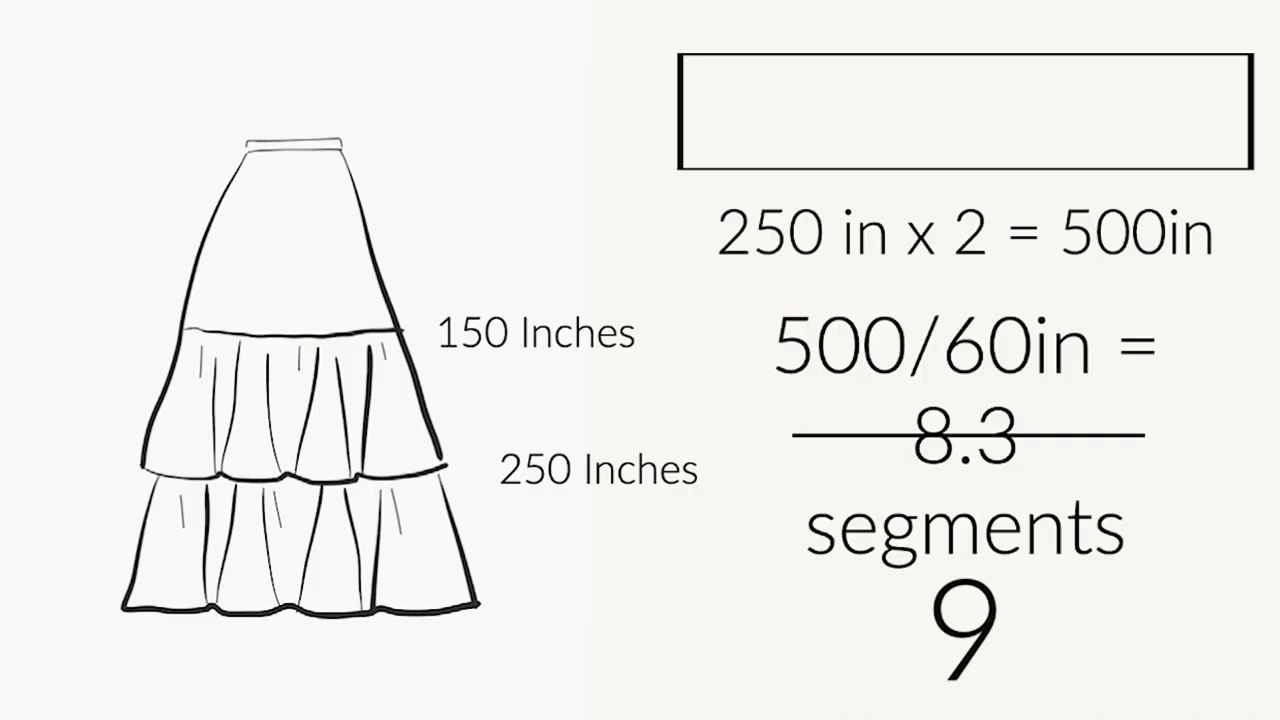 150 Inches
250 Inches
250 in x 2 = 500in
500/60in =
8.3
segments
9